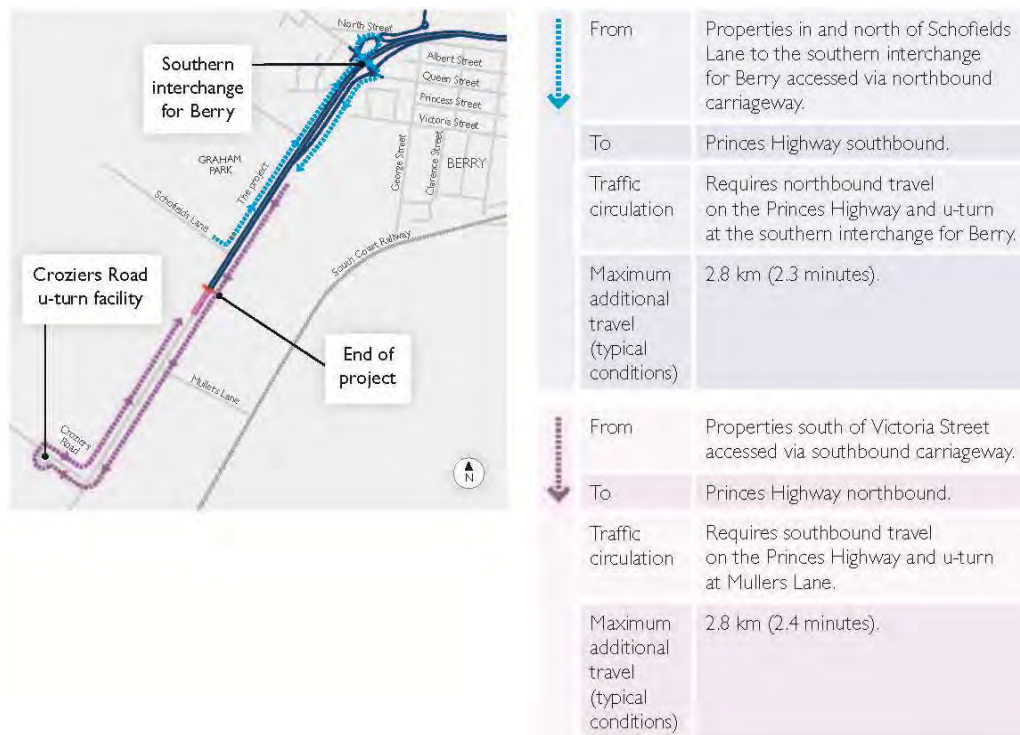 North Street
Albert Street
Queen Street
Princess Street
Victoria Street
George Street
Clarence Street
BERRY
Southern
interchange
for Berry
GRAHAM
PARK
The project
Schofields Lane
South Coast Railway
Croziers Road
u-turn facility
End of
project
Mullers Lane
Croziers
Road
N
From
Properties in and north of Schofields
Lane to the southern interchange
for Berry accessed via northbound
carriageway.
To
Princes Highway southbound.
Traffic
circulation
Requires northbound travel
on the Princes Highway and u-turn
at the southern interchange for Berry.
Maximum
additional
travel
(typical
conditions)
2.8 km (2.3 minutes).
From
Properties south of Victoria Street
accessed via southbound carriageway.
To
Princes Highway northbound.
Traffic
circulation
Requires southbound travel
on the Princes Highway and u-turn
at Mullers Lane.
Maximum
additional
travel
(typical
conditions)
2.8 km (2.4 minutes).